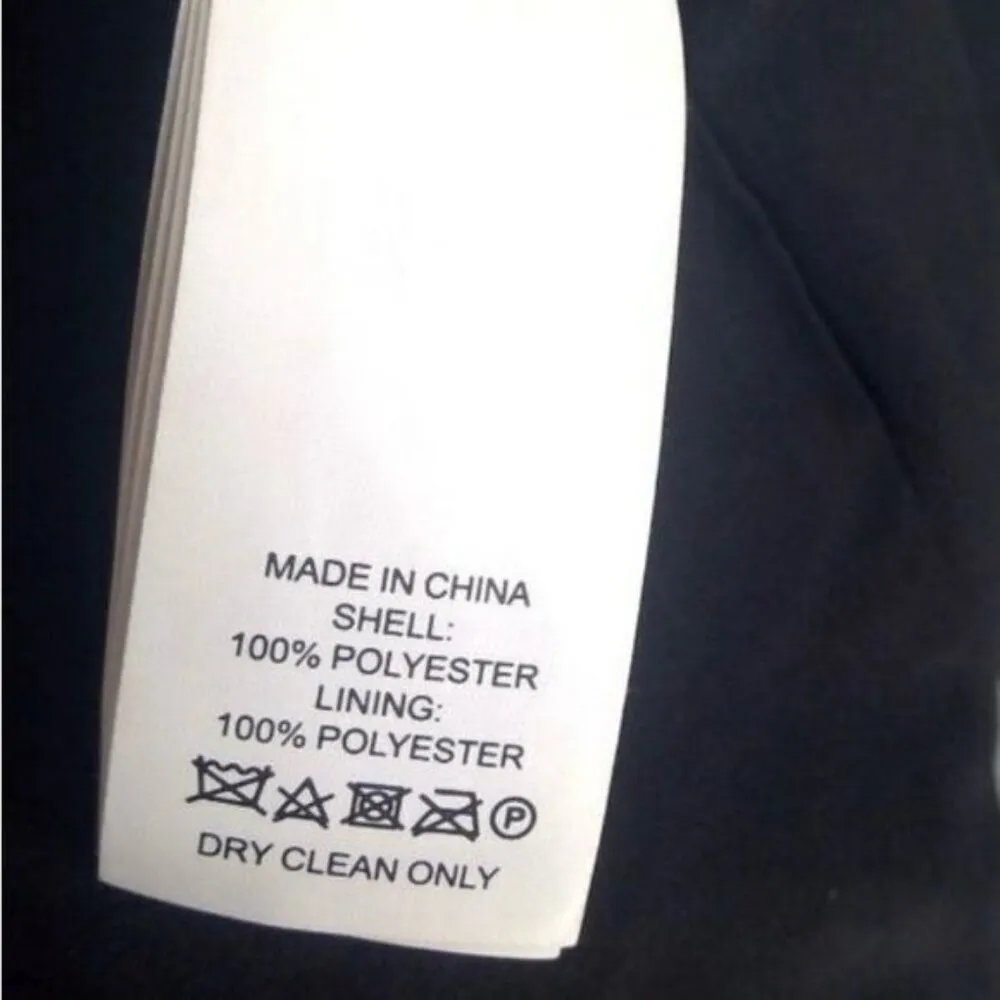 MADE IN CHINA
SHELL:
100% POLYESTER
LINING:
100% POLYESTER
P
DRY CLEAN ONLY